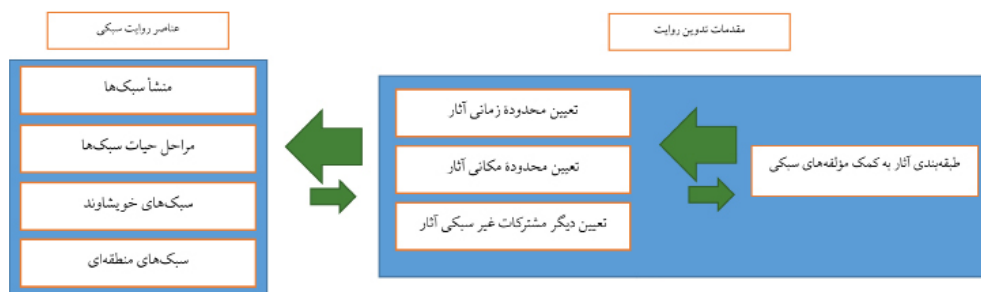 مقدمات تدوین روایت
عناصر روایت سبکی
طبقه‌بندی آثار به کمک مؤلفه‌های سبکی
تعیین محدودۀ زمانی آثار
تعیین محدودۀ مکانی آثار
تعیین دیگر مشترکات غیر سبکی آثار
منشأ سبک‌ها
مراحل حیات سبک‌ها
سبک‌های خویشاوند
سبک‌های منطقه‌ای